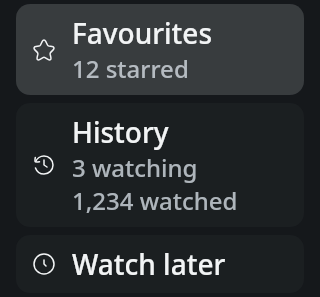 Favourites
12 starred
History
3 watching
1,234 watched
Watch later